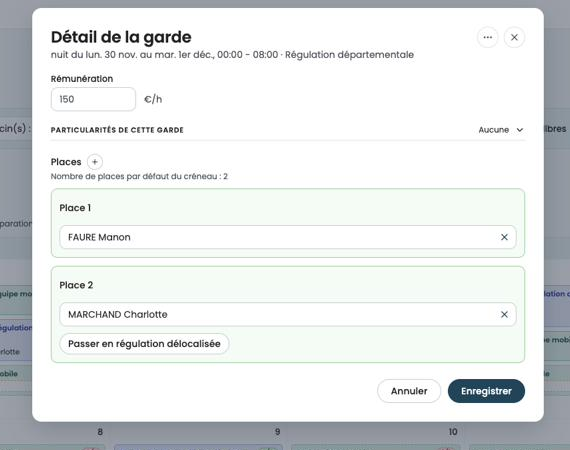 Détail de la garde
nuit du lun. 30 nov. au mar. 1er déc., 00:00 - 08:00 · Régulation départementale
Rémunération
150 €/h
PARTICULARITÉS DE CETTE GARDE Aucune
Places +
Nombre de places par défaut du créneau : 2
Place 1
FAURE Manon
Place 2
MARCHAND Charlotte
Passer en régulation délocalisée
Annuler Enregistrer
8 9 10